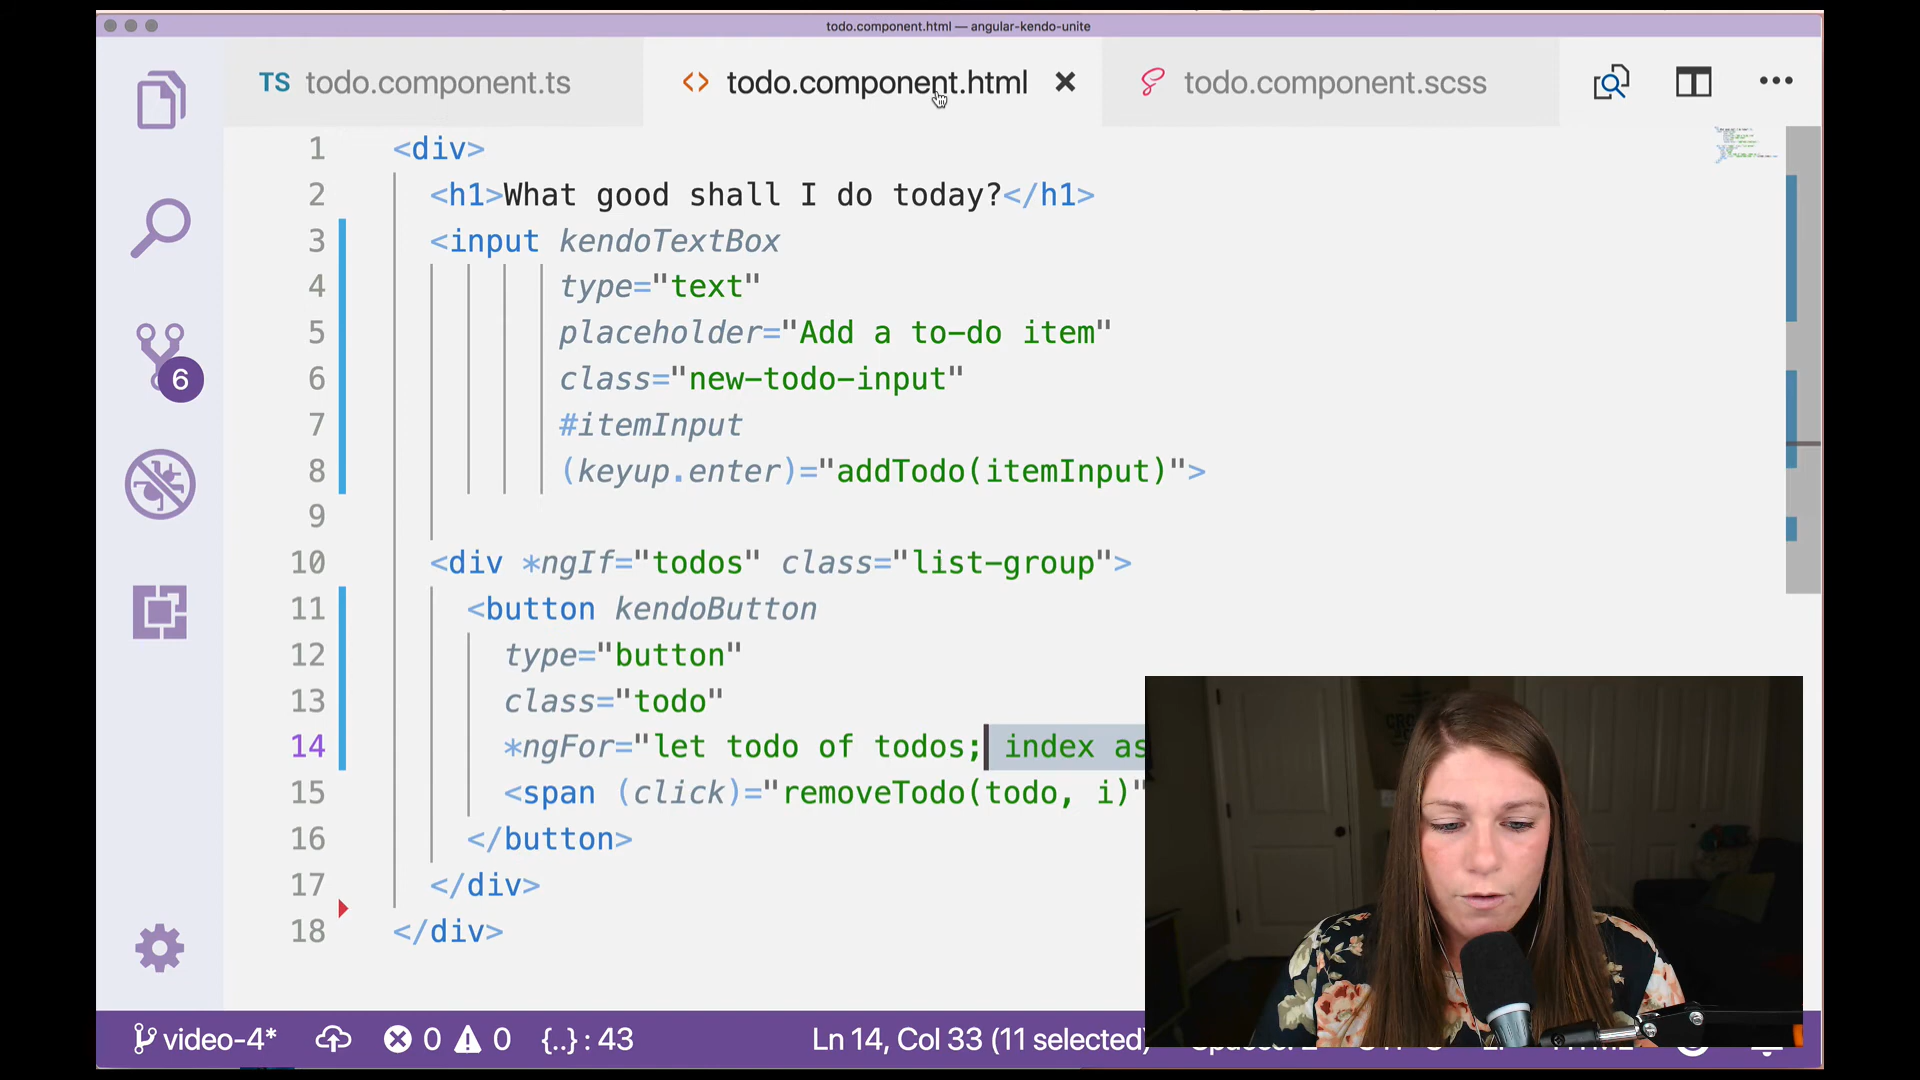 todo.component.html — angular-kendo-unite
TS todo.component.ts
<> todo.component.html
todo.component.scss
1 <div>
2 <h1>What good shall I do today?</h1>
3 <input kendoTextBox
4 type="text"
5 placeholder="Add a to-do item"
6 class="new-todo-input"
7 #itemInput
8 (keyup.enter)="addTodo(itemInput)">
9
10 <div *ngIf="todos" class="list-group">
11 <button kendoButton
12 type="button"
13 class="todo"
14 *ngFor="let todo of todos; index as
15 <span (click)="removeTodo(todo, i)"
16 </button>
17 </div>
18 </div>
6
video-4* 0 0 {..} : 43 Ln 14, Col 33 (11 selected)